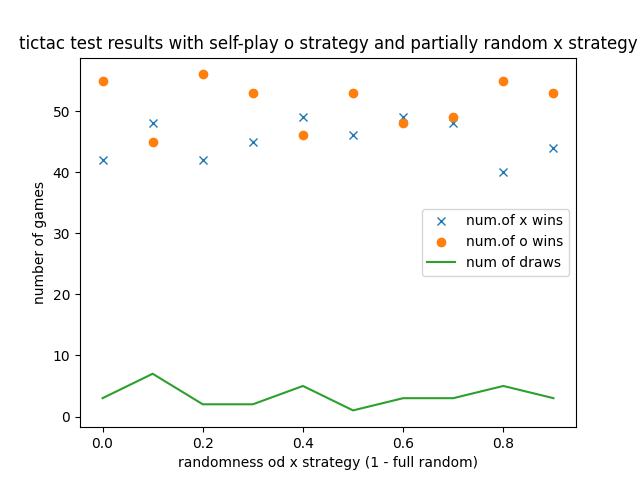 tictac test results with self-play o strategy and partially random x strategy
50
40
30
20
10
0
number of games
num.of x wins
num.of o wins
num of draws
0.0 0.2 0.4 0.6 0.8
randomness od x strategy (1 - full random)